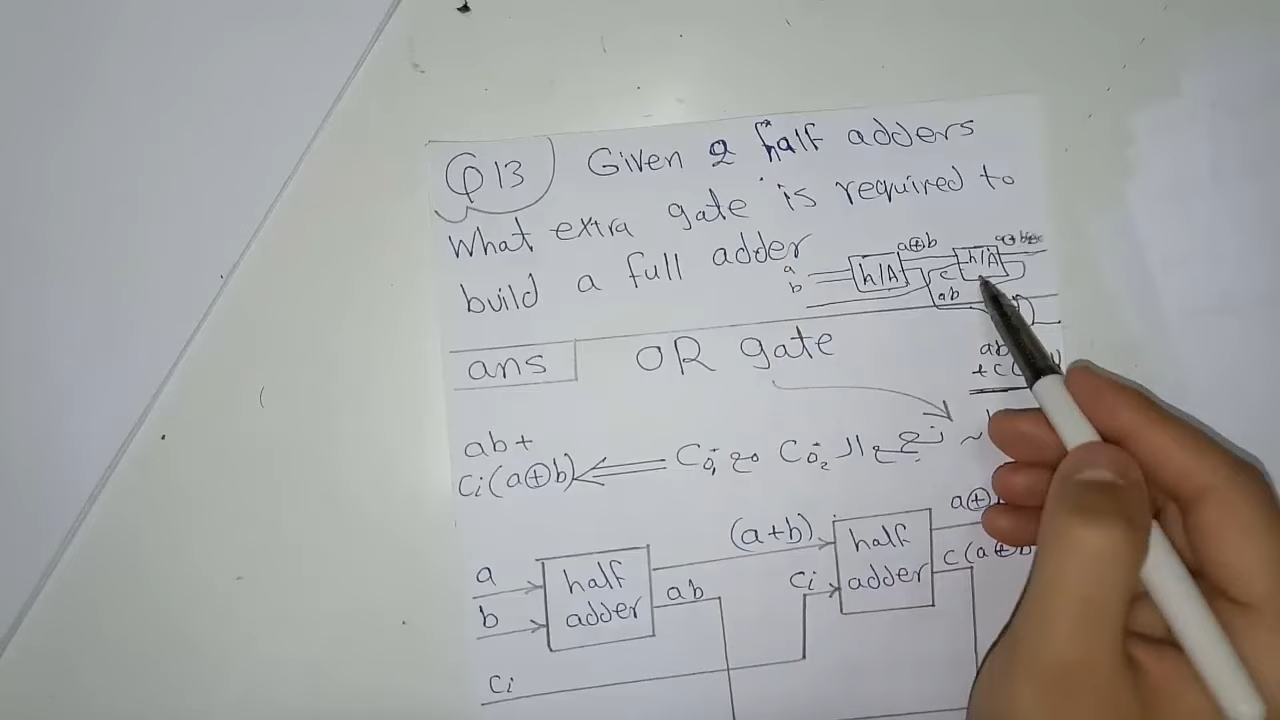 Q13 Given 2 half adders
What extra gate is required to
build a full adder
a
b
h/A
a⊕b
h/A
c
ab
ans OR gate
ab
+c(
ab+
ci(a⊕b) ⟸ Co1 مع Co2 نجمع ال
a
b
half
adder
(a+b)
ab
ci
ci
half
adder
a⊕
c(a⊕b